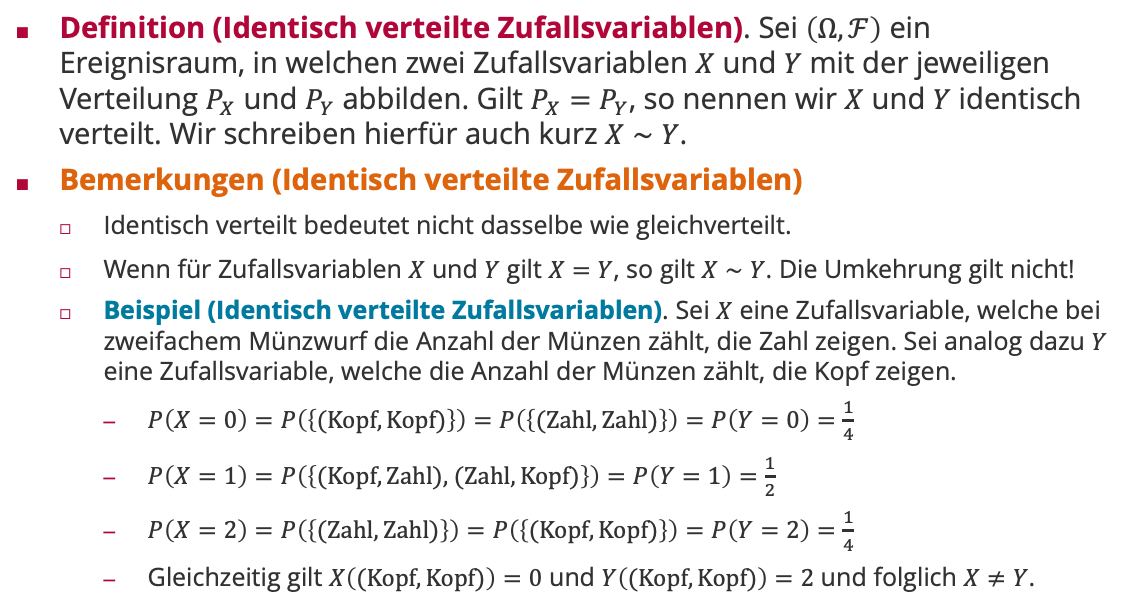 ▪ Definition (Identisch verteilte Zufallsvariablen). Sei (Ω, ℱ) ein
Ereignisraum, in welchen zwei Zufallsvariablen X und Y mit der jeweiligen
Verteilung P_X und P_Y abbilden. Gilt P_X = P_Y, so nennen wir X und Y identisch
verteilt. Wir schreiben hierfür auch kurz X ~ Y.
▪ Bemerkungen (Identisch verteilte Zufallsvariablen)
▫ Identisch verteilt bedeutet nicht dasselbe wie gleichverteilt.
▫ Wenn für Zufallsvariablen X und Y gilt X = Y, so gilt X ~ Y. Die Umkehrung gilt nicht!
▫ Beispiel (Identisch verteilte Zufallsvariablen). Sei X eine Zufallsvariable, welche bei
zweifachem Münzwurf die Anzahl der Münzen zählt, die Zahl zeigen. Sei analog dazu Y
eine Zufallsvariable, welche die Anzahl der Münzen zählt, die Kopf zeigen.
– P(X = 0) = P({(Kopf, Kopf)}) = P({(Zahl, Zahl)}) = P(Y = 0) = 1/4
– P(X = 1) = P({(Kopf, Zahl), (Zahl, Kopf)}) = P(Y = 1) = 1/2
– P(X = 2) = P({(Zahl, Zahl)}) = P({(Kopf, Kopf)}) = P(Y = 2) = 1/4
– Gleichzeitig gilt X((Kopf, Kopf)) = 0 und Y((Kopf, Kopf)) = 2 und folglich X ≠ Y.